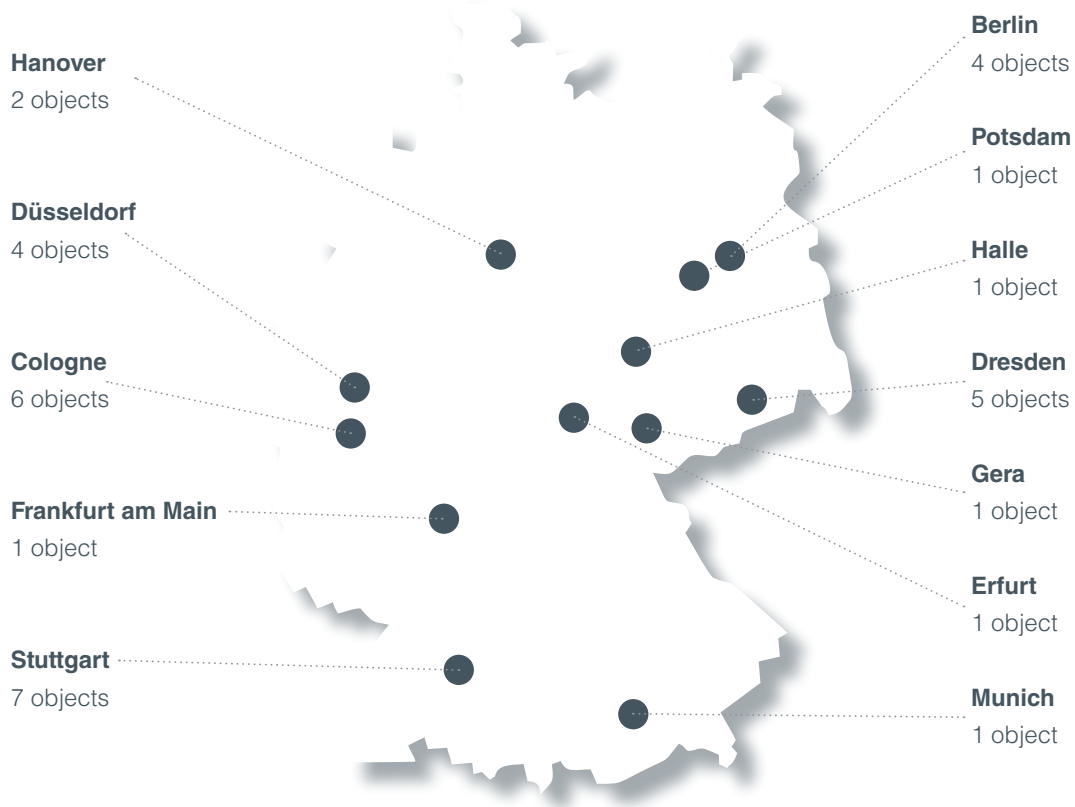 Hanover
2 objects
Düsseldorf
4 objects
Cologne
6 objects
Frankfurt am Main
1 object
Stuttgart
7 objects
Berlin
4 objects
Potsdam
1 object
Halle
1 object
Dresden
5 objects
Gera
1 object
Erfurt
1 object
Munich
1 object